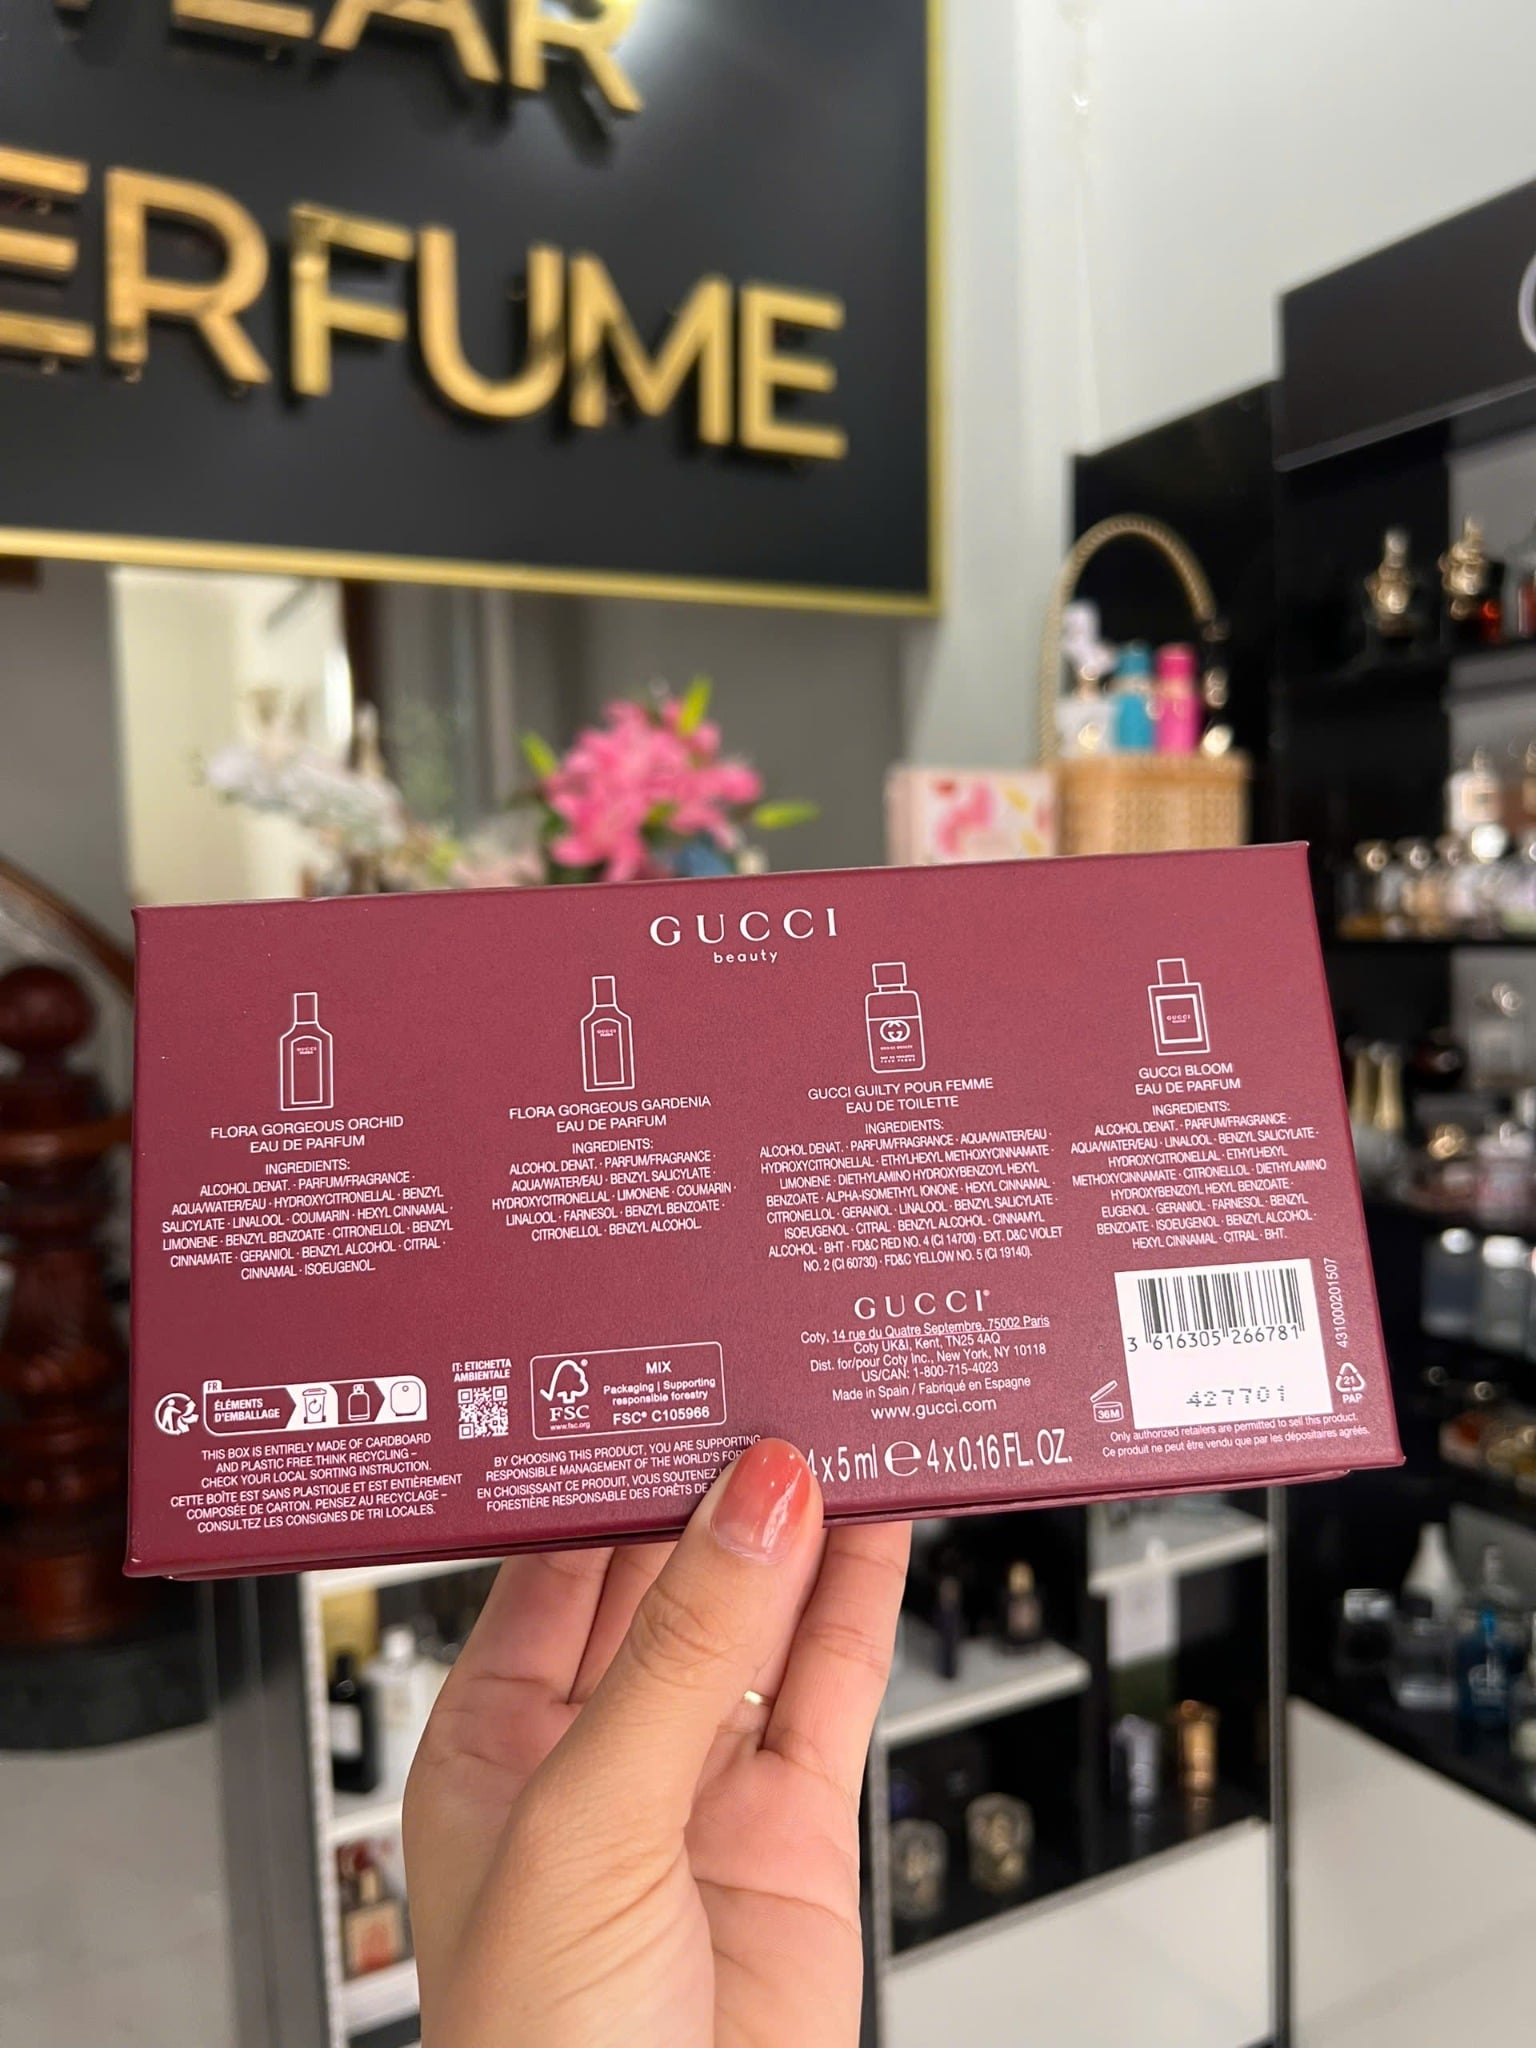 EAR
ERFUME
GUCCI
beauty
FLORA GORGEOUS ORCHID
EAU DE PARFUM
INGREDIENTS:
ALCOHOL DENAT. · PARFUM/FRAGRANCE ·
AQUA/WATER/EAU · HYDROXYCITRONELLAL · BENZYL
SALICYLATE · LINALOOL · COUMARIN · HEXYL CINNAMAL ·
LIMONENE · BENZYL BENZOATE · CITRONELLOL · BENZYL
CINNAMATE · GERANIOL · BENZYL ALCOHOL · CITRAL ·
CINNAMAL · ISOEUGENOL.
FLORA GORGEOUS GARDENIA
EAU DE PARFUM
INGREDIENTS:
ALCOHOL DENAT. · PARFUM/FRAGRANCE ·
AQUA/WATER/EAU · BENZYL SALICYLATE ·
HYDROXYCITRONELLAL · LIMONENE · COUMARIN ·
LINALOOL · FARNESOL · BENZYL BENZOATE ·
CITRONELLOL · BENZYL ALCOHOL
GUCCI GUILTY POUR FEMME
EAU DE TOILETTE
INGREDIENTS:
ALCOHOL DENAT. · PARFUM/FRAGRANCE · AQUA/WATER/EAU ·
HYDROXYCITRONELLAL · ETHYLHEXYL METHOXYCINNAMATE ·
LIMONENE · DIETHYLAMINO HYDROXYBENZOYL HEXYL
BENZOATE · ALPHA-ISOMETHYL IONONE · HEXYL CINNAMAL ·
CITRONELLOL · GERANIOL · LINALOOL · BENZYL SALICYLATE ·
ISOEUGENOL · CITRAL · BENZYL ALCOHOL · CINNAMYL
ALCOHOL · BHT · FD&C RED NO. 4 (CI 14700) · EXT. D&C VIOLET
NO. 2 (CI 60730) · FD&C YELLOW NO. 5 (CI 19140).
GUCCI
GUCCI BLOOM
EAU DE PARFUM
INGREDIENTS:
ALCOHOL DENAT. · PARFUM/FRAGRANCE ·
AQUA/WATER/EAU · LINALOOL · BENZYL SALICYLATE ·
HYDROXYCITRONELLAL · ETHYLHEXYL
METHOXYCINNAMATE · CITRONELLOL · DIETHYLAMINO
HYDROXYBENZOYL HEXYL BENZOATE ·
EUGENOL · GERANIOL · FARNESOL · BENZYL
BENZOATE · ISOEUGENOL · BENZYL ALCOHOL ·
HEXYL CINNAMAL · CITRAL · BHT.
FR
ÉLÉMENTS
D'EMBALLAGE
THIS BOX IS ENTIRELY MADE OF CARDBOARD
AND PLASTIC FREE THINK RECYCLING –
CHECK YOUR LOCAL SORTING INSTRUCTION.
CETTE BOÎTE EST SANS PLASTIQUE ET ENTIÈREMENT
COMPOSÉE DE CARTON. PENSEZ AU RECYCLAGE –
CONSULTEZ LES CONSIGNES DE TRI LOCALES.
IT: ETICHETTA
AMBIENTALE
FSC®
www.fsc.org
MIX
Packaging | Supporting
responsible forestry
FSC® C105966
BY CHOOSING THIS PRODUCT, YOU ARE SUPPORTING
RESPONSIBLE MANAGEMENT OF THE WORLD'S
EN CHOISISSANT CE PRODUIT, VOUS SOUTENEZ
FORESTIÈRE RESPONSABLE DES FORÊTS DE
GUCCI
Coty, 14 rue du Quatre Septembre, 75002 Paris
Coty UK&I, Kent, TN25 4AQ
Dist. for/pour Coty Inc., New York, NY 10118
US/CAN: 1-800-715-4023
Made in Spain / Fabriqué en Espagne
www.gucci.com
4x5ml e 4x0.16FL. OZ.
36M
3 616305 266781
427701
431000201507
21
PAP
Only authorized retailers are permitted to sell this product.
Ce produit ne peut être vendu que par les dépositaires agréés.